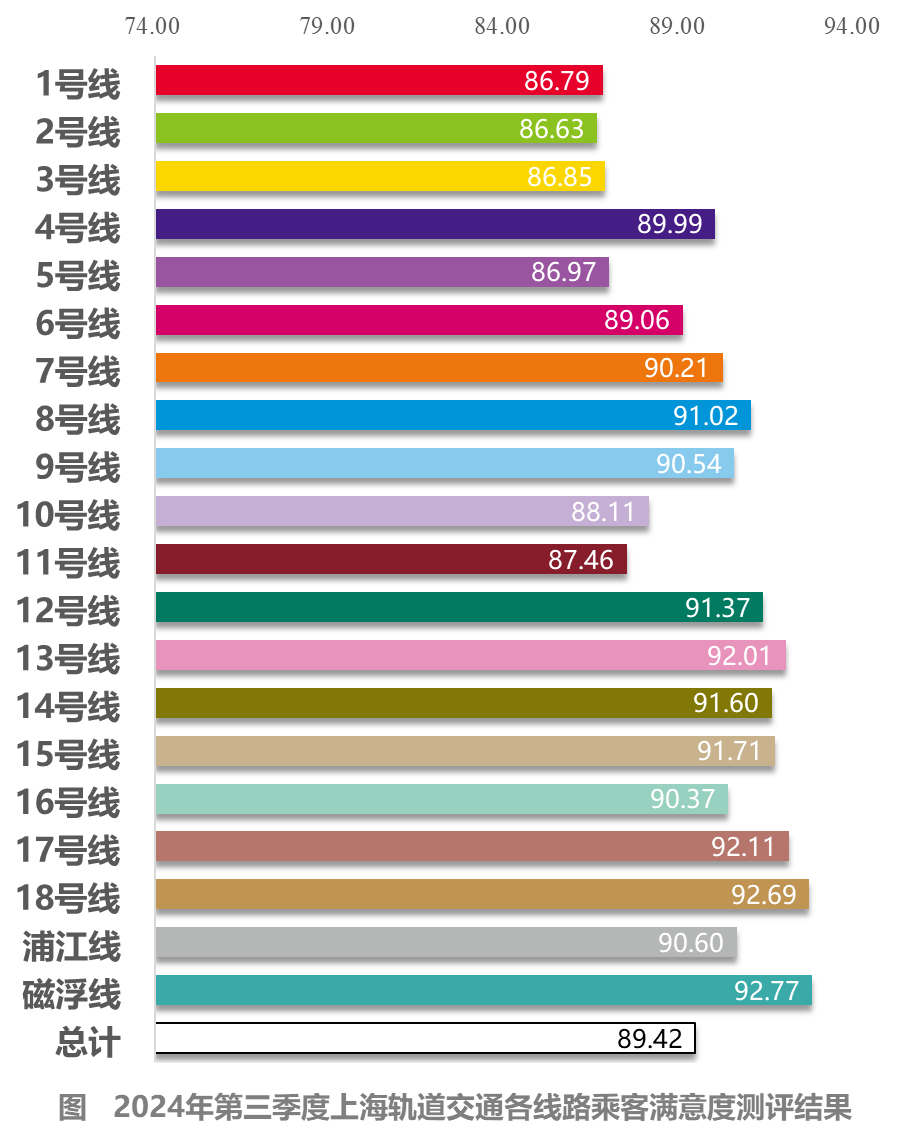 74.00 79.00 84.00 89.00 94.00
1号线 86.79
2号线 86.63
3号线 86.85
4号线 89.99
5号线 86.97
6号线 89.06
7号线 90.21
8号线 91.02
9号线 90.54
10号线 88.11
11号线 87.46
12号线 91.37
13号线 92.01
14号线 91.60
15号线 91.71
16号线 90.37
17号线 92.11
18号线 92.69
浦江线 90.60
磁浮线 92.77
总计 89.42
图 2024年第三季度上海轨道交通各线路乘客满意度测评结果